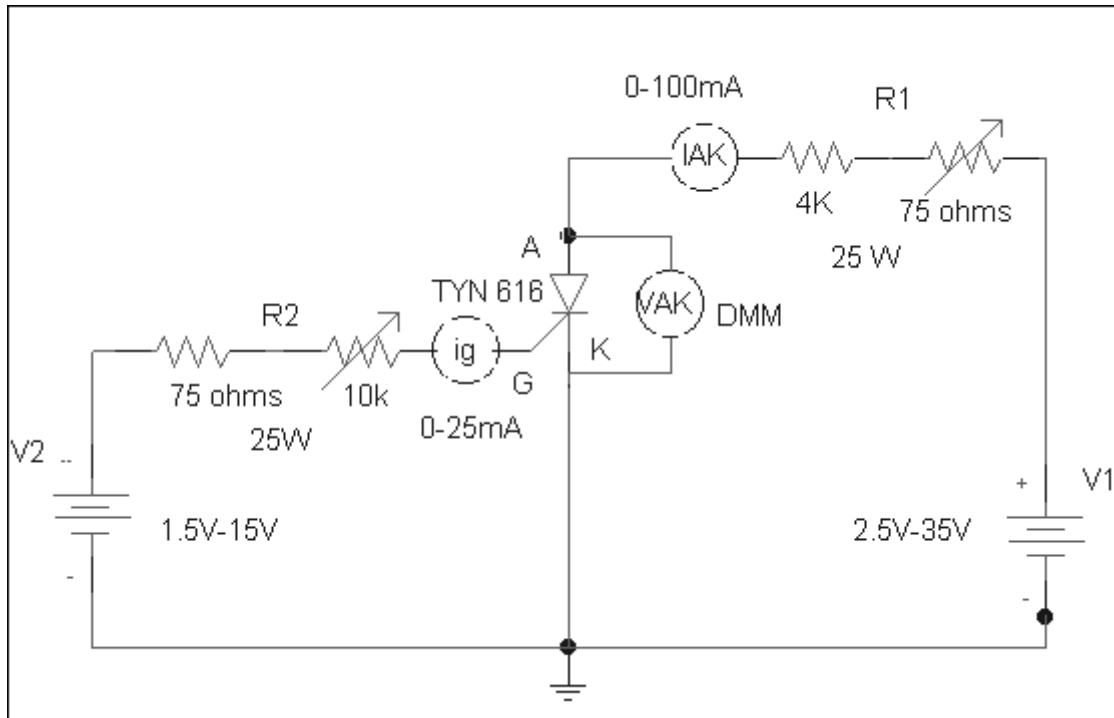 0-100mA
R1
IAK
4K
75 ohms
25 W
A
TYN 616
VAK
DMM
R2
ig
K
G
75 ohms
10k
25W
0-25mA
V2
--
1.5V-15V
-
+
V1
2.5V-35V
-